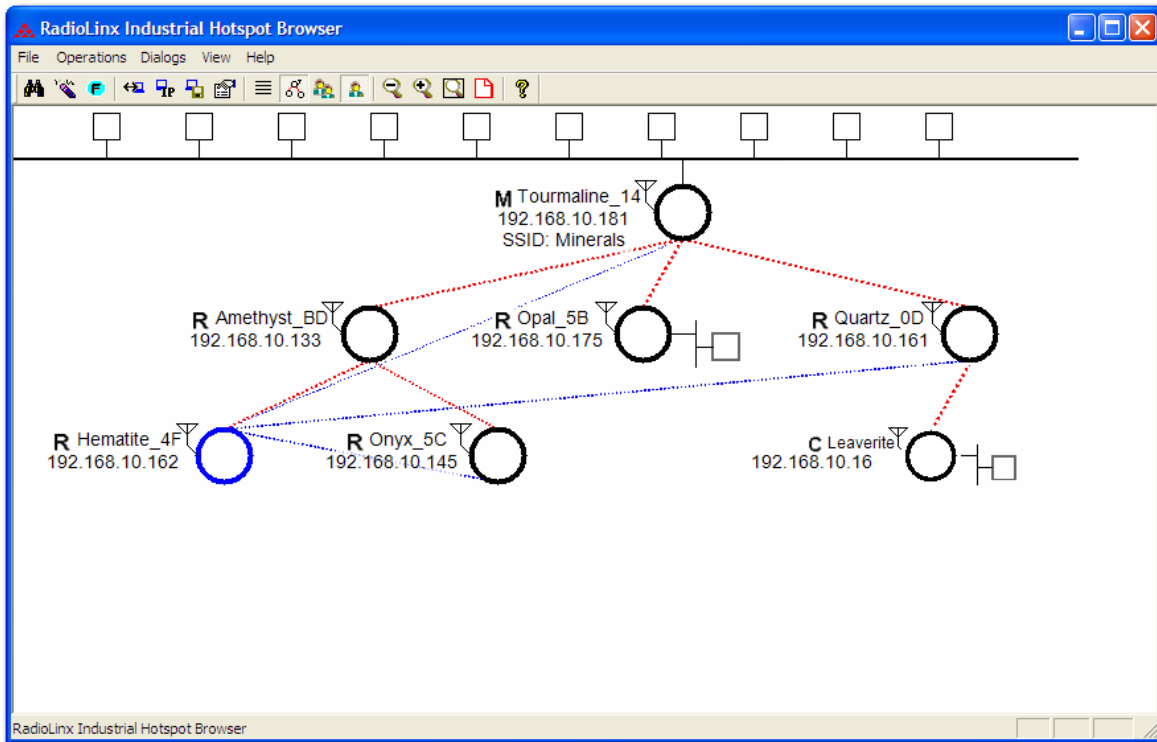 RadioLinx Industrial Hotspot Browser
File Operations Dialogs View Help
F IP ?
M Tourmaline_14
192.168.10.181
SSID: Minerals
R Amethyst_BD
192.168.10.133
R Opal_5B
192.168.10.175
R Quartz_0D
192.168.10.161
R Hematite_4F
192.168.10.162
R Onyx_5C
192.168.10.145
C Leaverite
192.168.10.16
RadioLinx Industrial Hotspot Browser